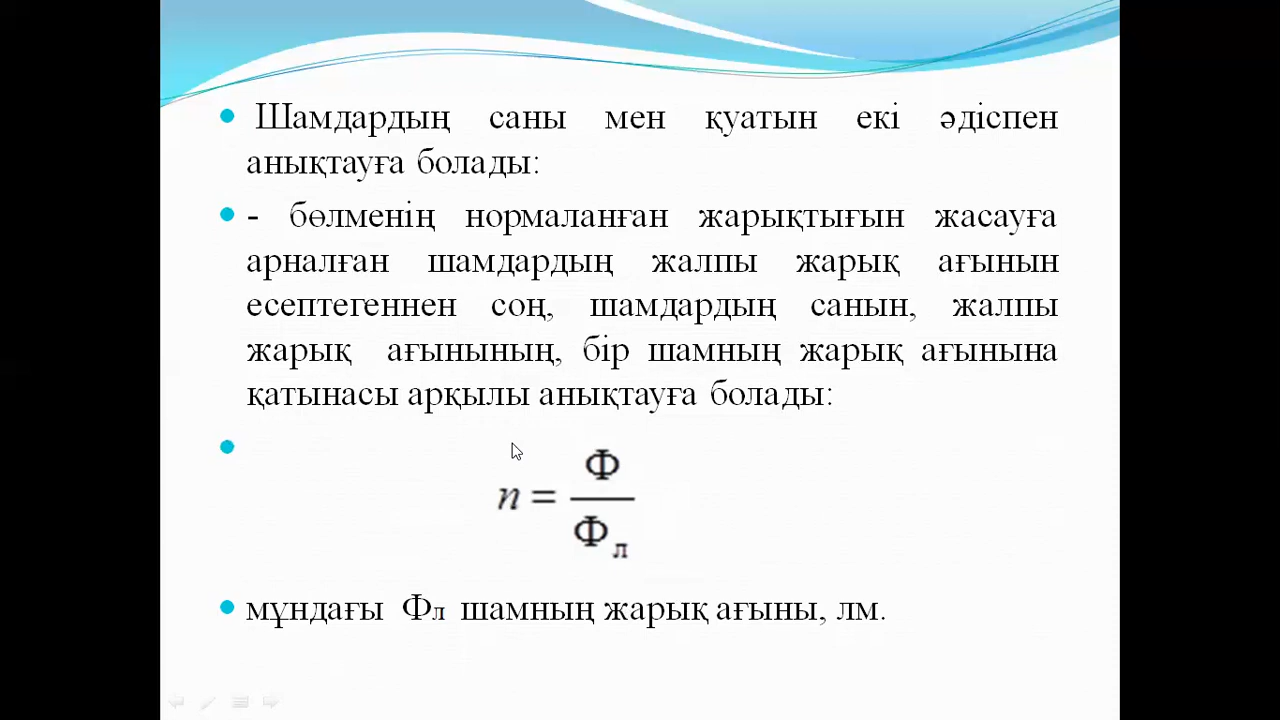 Шамдардың саны мен қуатын екі әдіспен
анықтауға болады:
- бөлменің нормаланған жарықтығын жасауға
арналған шамдардың жалпы жарық ағынын
есептегеннен соң, шамдардың санын, жалпы
жарық ағынының, бір шамның жарық ағынына
қатынасы арқылы анықтауға болады:
n = Ф / Фл
мұндағы Фл шамның жарық ағыны, лм.